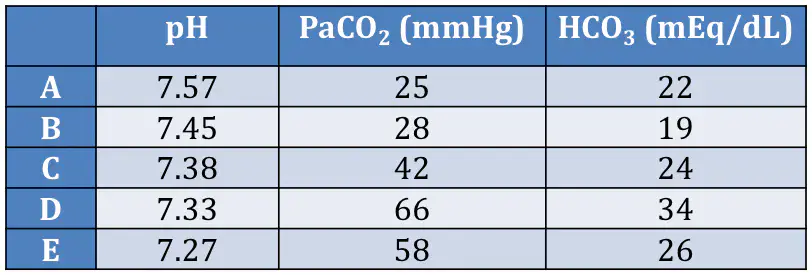 pH PaCO₂ (mmHg) HCO₃ (mEq/dL)
A 7.57 25 22
B 7.45 28 19
C 7.38 42 24
D 7.33 66 34
E 7.27 58 26